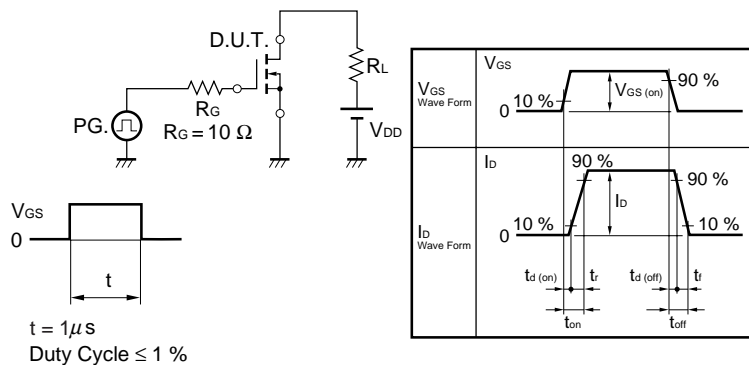 D.U.T.
RL
RG
PG.
RG = 10 Ω
VDD
VGS
0
t
t = 1µs
Duty Cycle ≤ 1 %
VGS
Wave Form
VGS
VGS (on)
10 %
90 %
0
ID
Wave Form
ID
90 %
90 %
ID
10 %
10 %
0
td (on)
tr
td (off)
tf
ton
toff